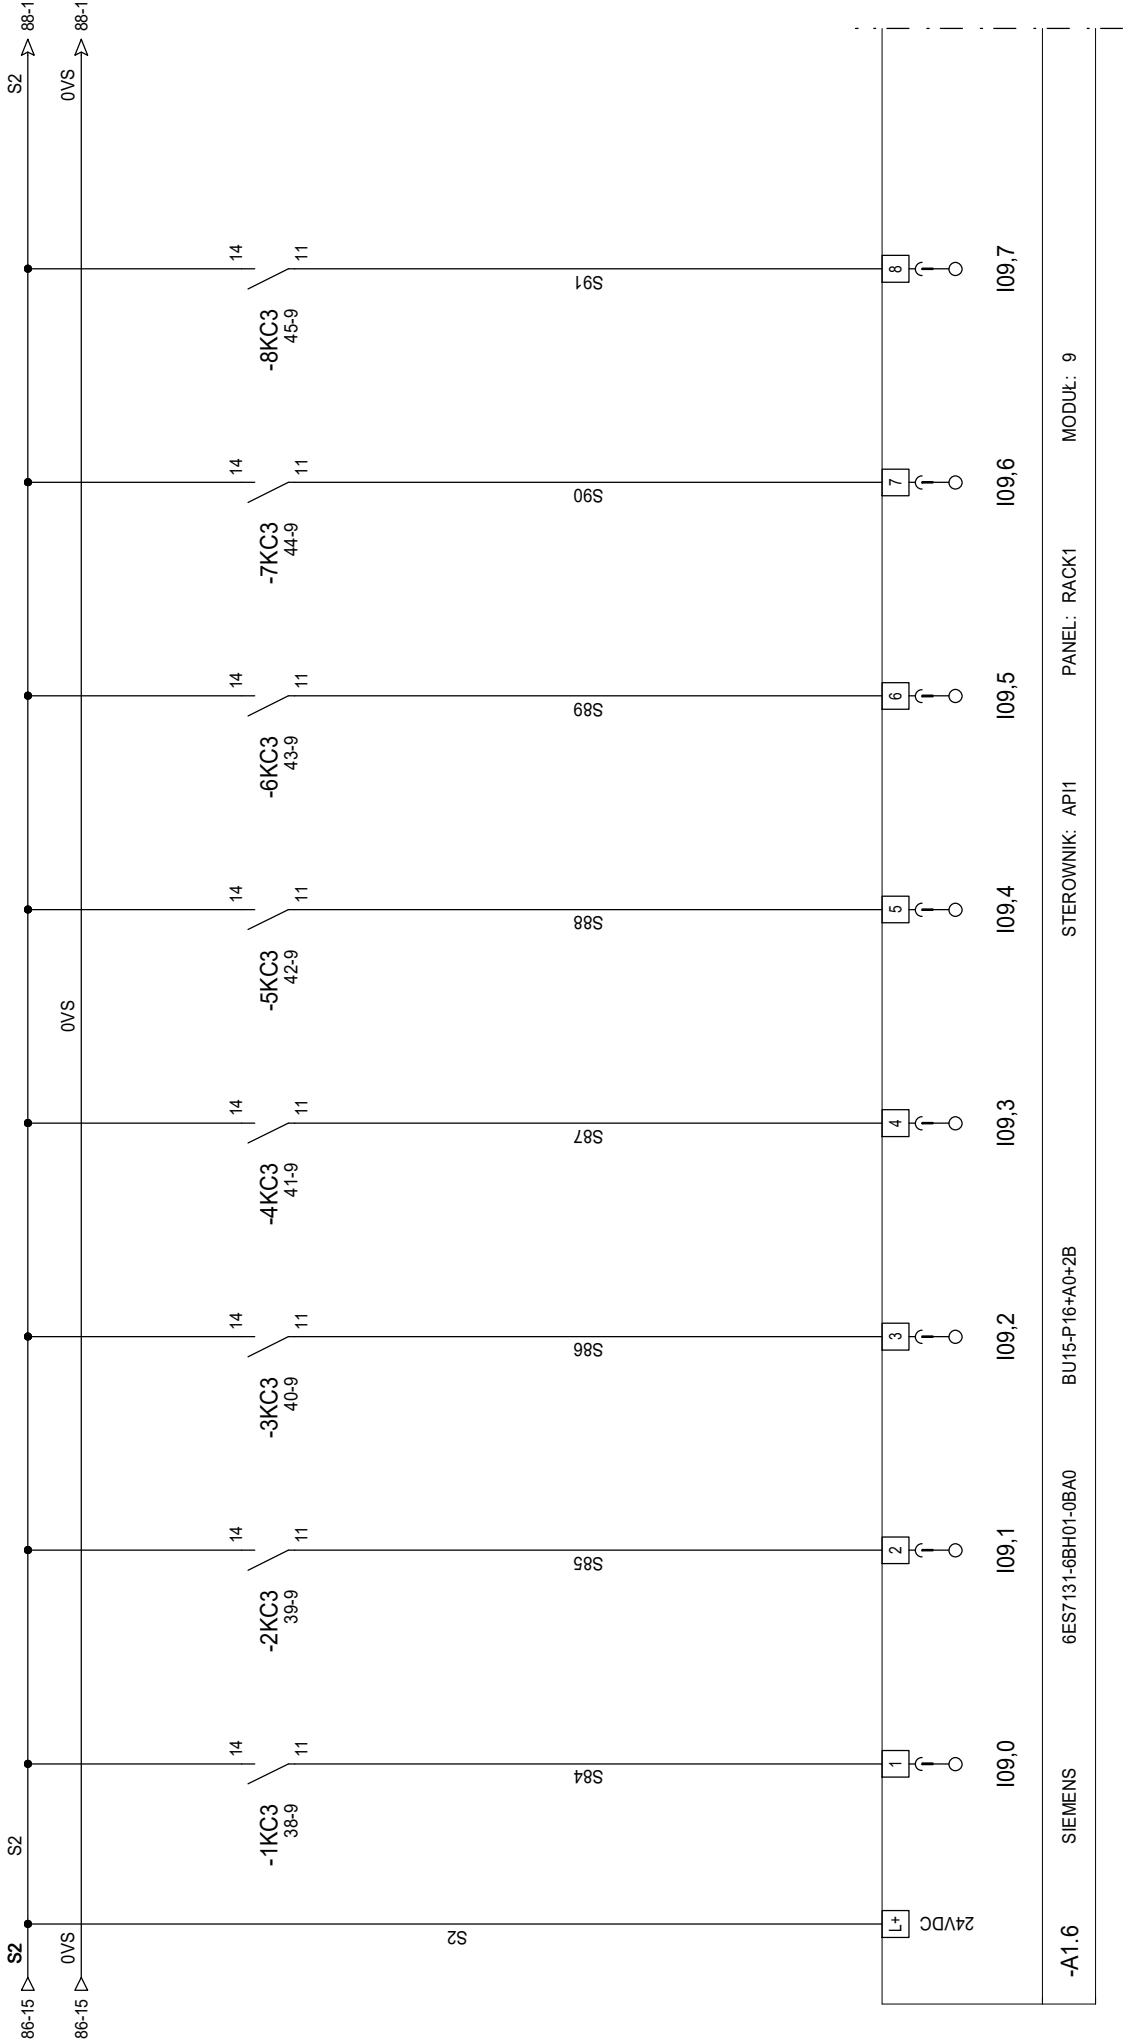 86-15 S2 S2 S2 88-1
86-15 0VS 0VS 0VS 88-1
14 14 14 14 14 14 14 14
-1KC3 -2KC3 -3KC3 -4KC3 -5KC3 -6KC3 -7KC3 -8KC3
38-9 39-9 40-9 41-9 42-9 43-9 44-9 45-9
11 11 11 11 11 11 11 11
S2
S84 S85 S86 S87 S88 S89 S90 S91
L+ 1 2 3 4 5 6 7 8
24VDC
I09,0 I09,1 I09,2 I09,3 I09,4 I09,5 I09,6 I09,7
-A1.6 SIEMENS 6ES7131-6BH01-0BA0 BU15-P16+A0+2B STEROWNIK: API1 PANEL: RACK1 MODUŁ: 9